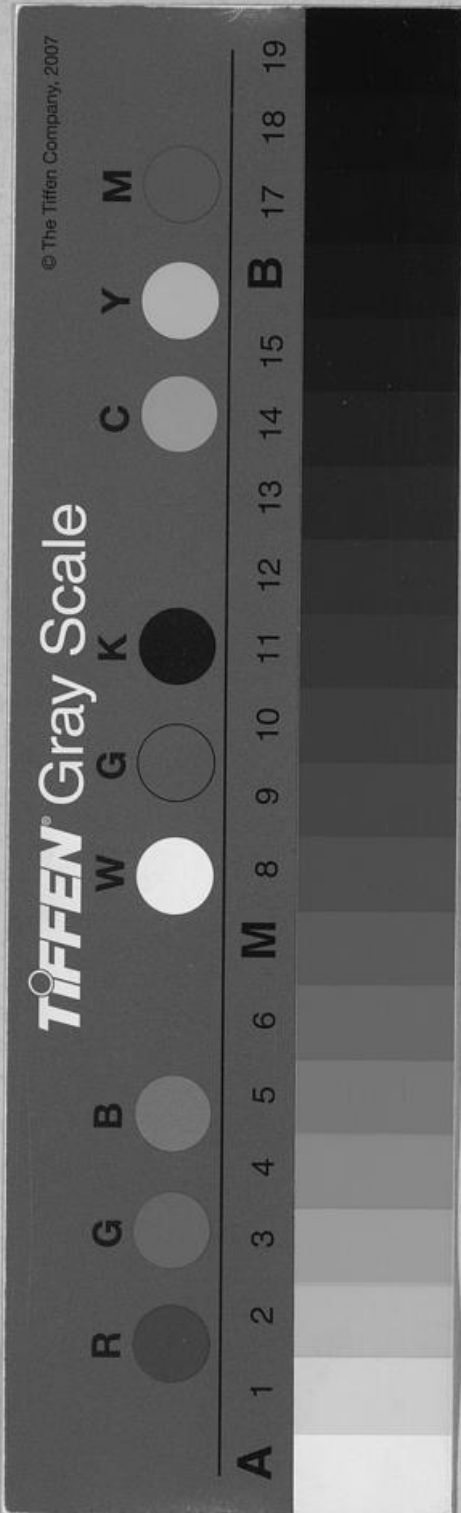 TIFFEN® Gray Scale
© The Tiffen Company, 2007
R G B W G K C Y M
A 1 2 3 4 5 6 M 8 9 10 11 12 13 14 15 B 17 18 19